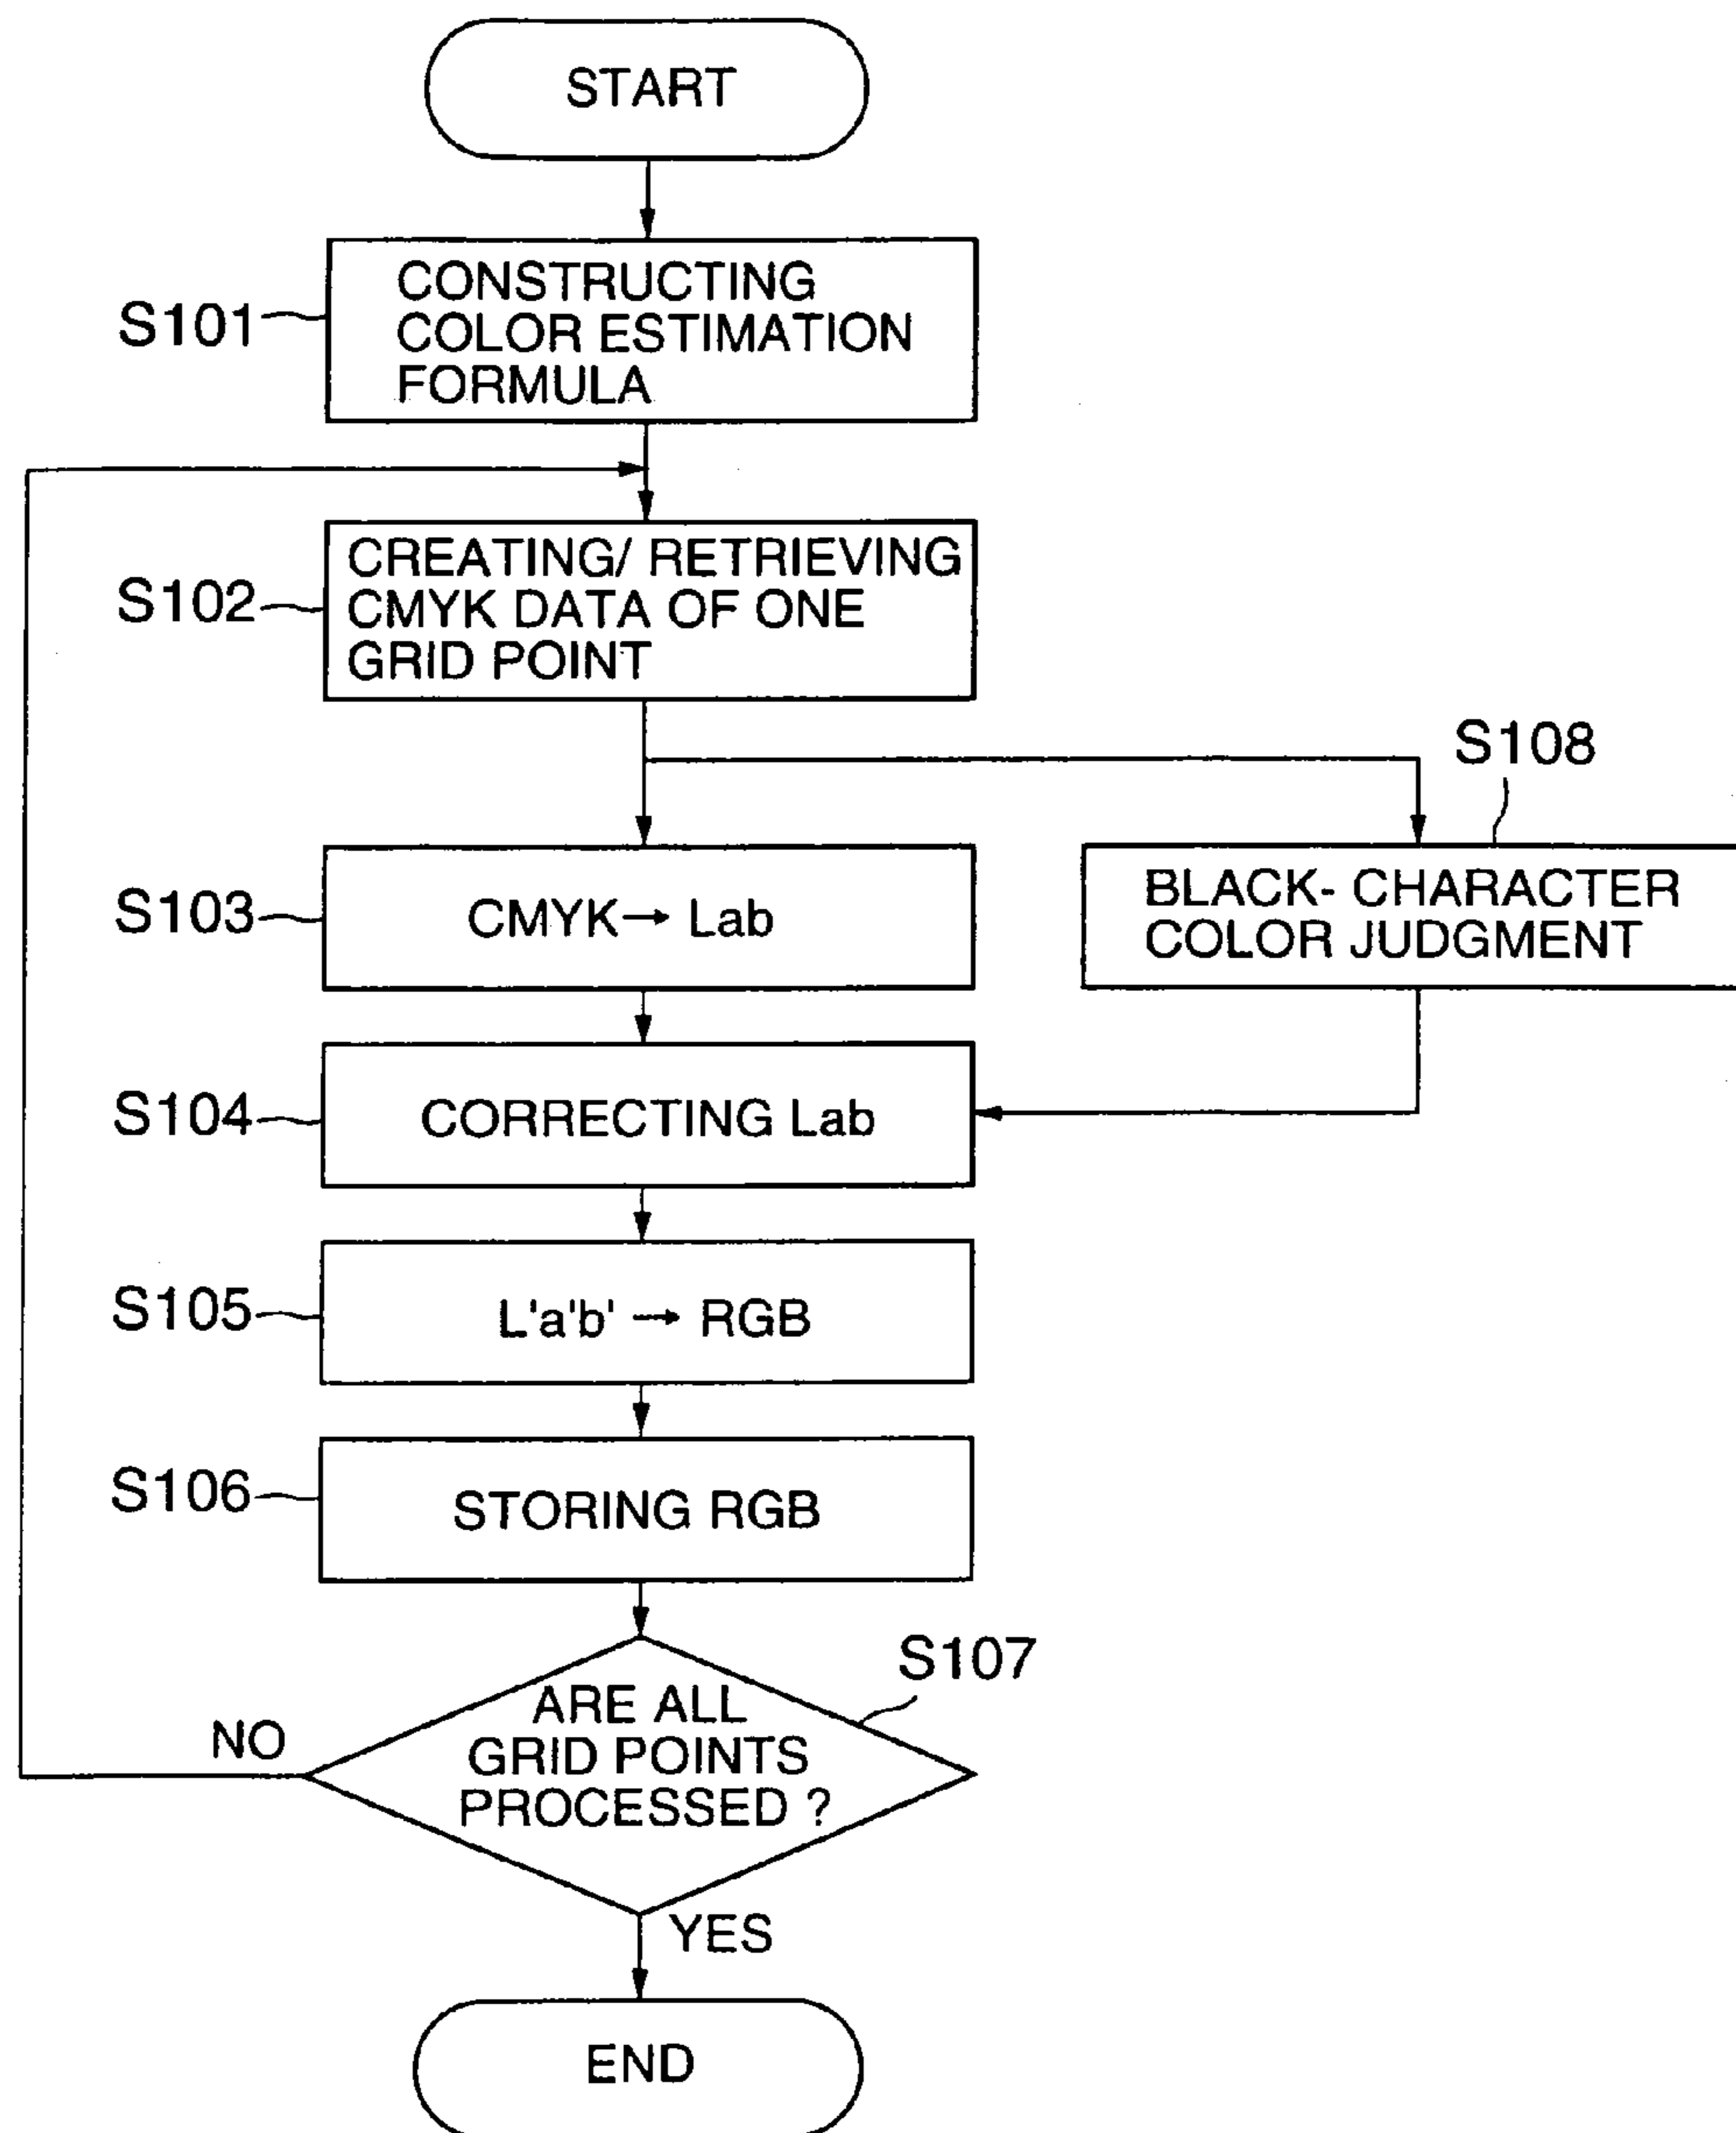 START
S101
CONSTRUCTING
COLOR ESTIMATION
FORMULA
S102
CREATING/ RETRIEVING
CMYK DATA OF ONE
GRID POINT
S108
S103
CMYK→ Lab
BLACK- CHARACTER
COLOR JUDGMENT
S104
CORRECTING Lab
S105
L'a'b' → RGB
S106
STORING RGB
S107
ARE ALL
GRID POINTS
PROCESSED ?
NO
YES
END